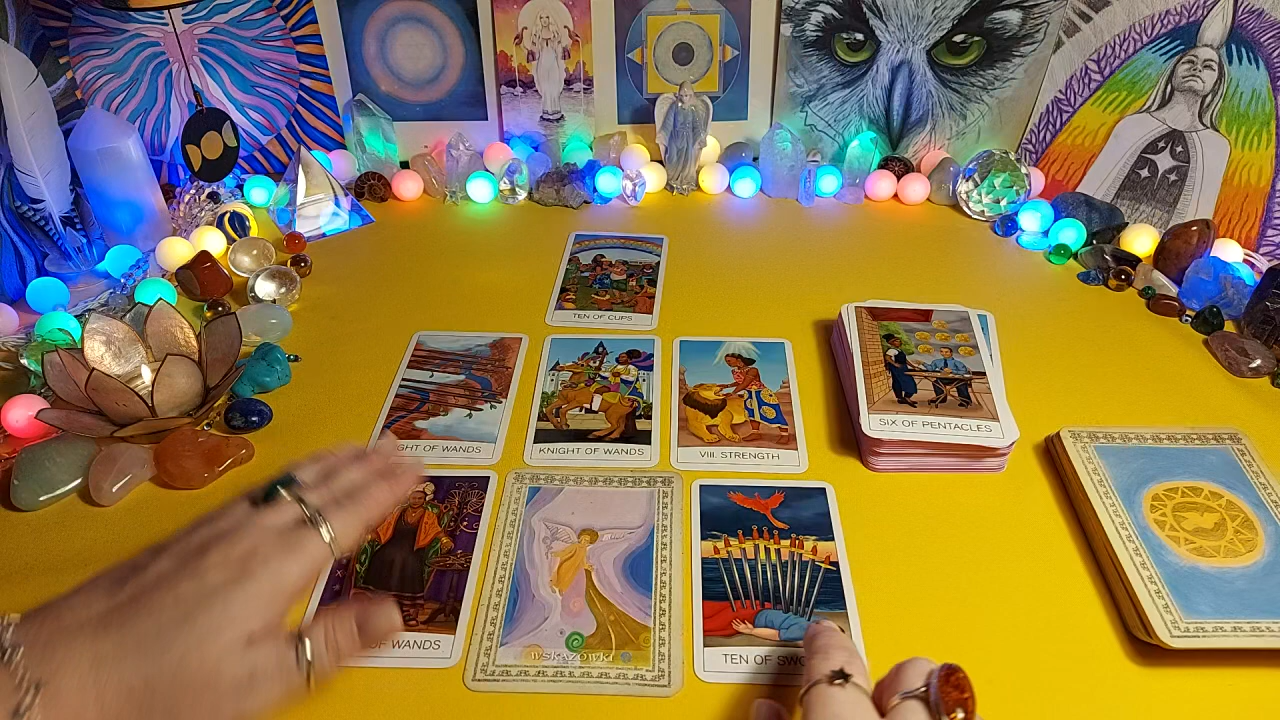 TEN OF CUPS
GHT OF WANDS
KNIGHT OF WANDS
VIII. STRENGTH
SIX OF PENTACLES
OF WANDS
WSKAZÓWKI
TEN OF SWO